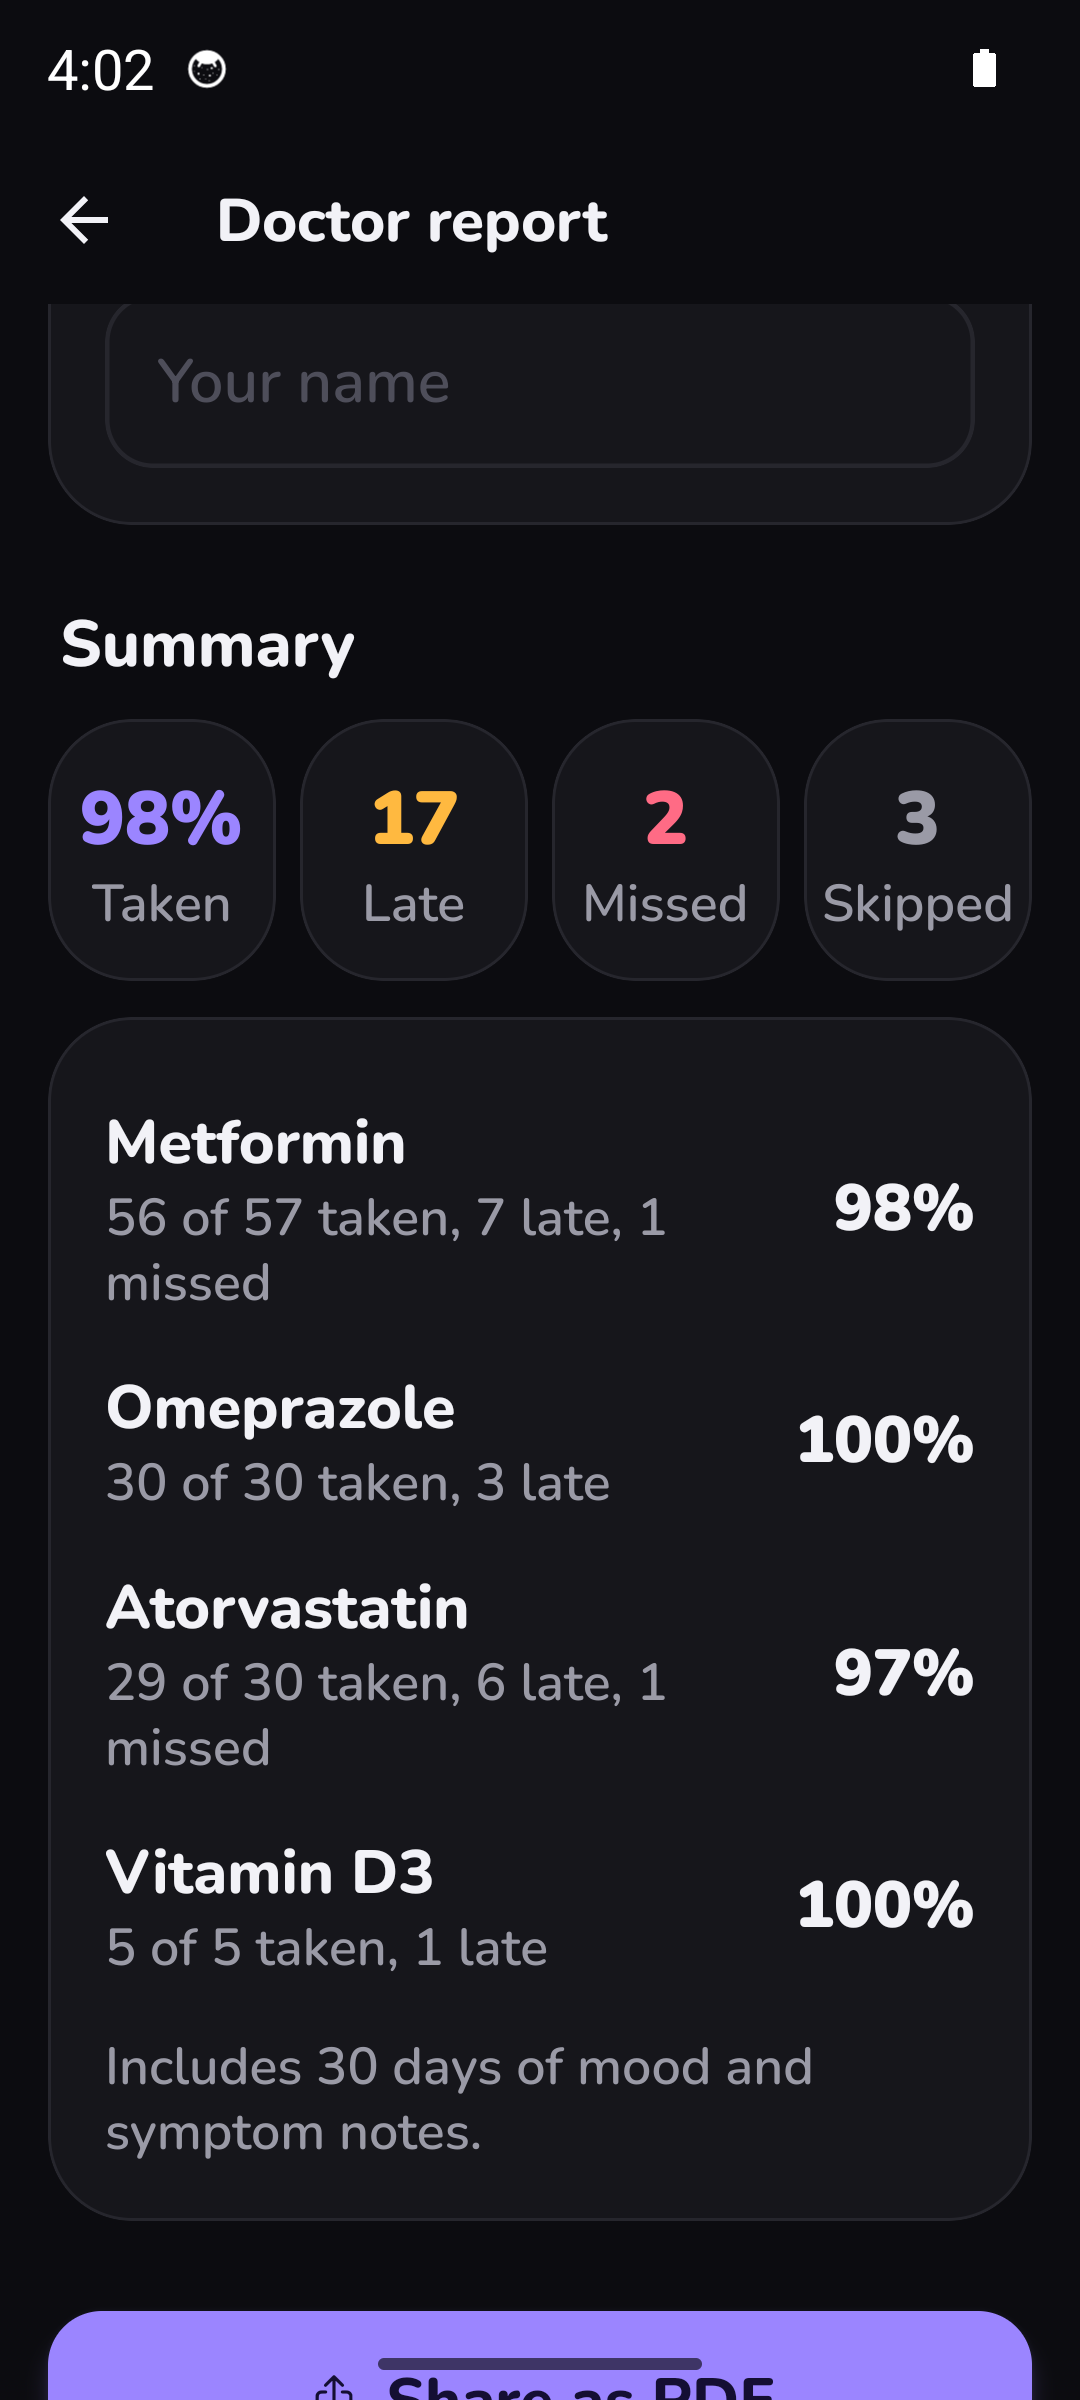 4:02
Doctor report
Your name
Summary
98%
Taken
17
Late
2
Missed
3
Skipped
Metformin
56 of 57 taken, 7 late, 1
missed
98%
Omeprazole
30 of 30 taken, 3 late
100%
Atorvastatin
29 of 30 taken, 6 late, 1
missed
97%
Vitamin D3
5 of 5 taken, 1 late
100%
Includes 30 days of mood and
symptom notes.
Share as PDF